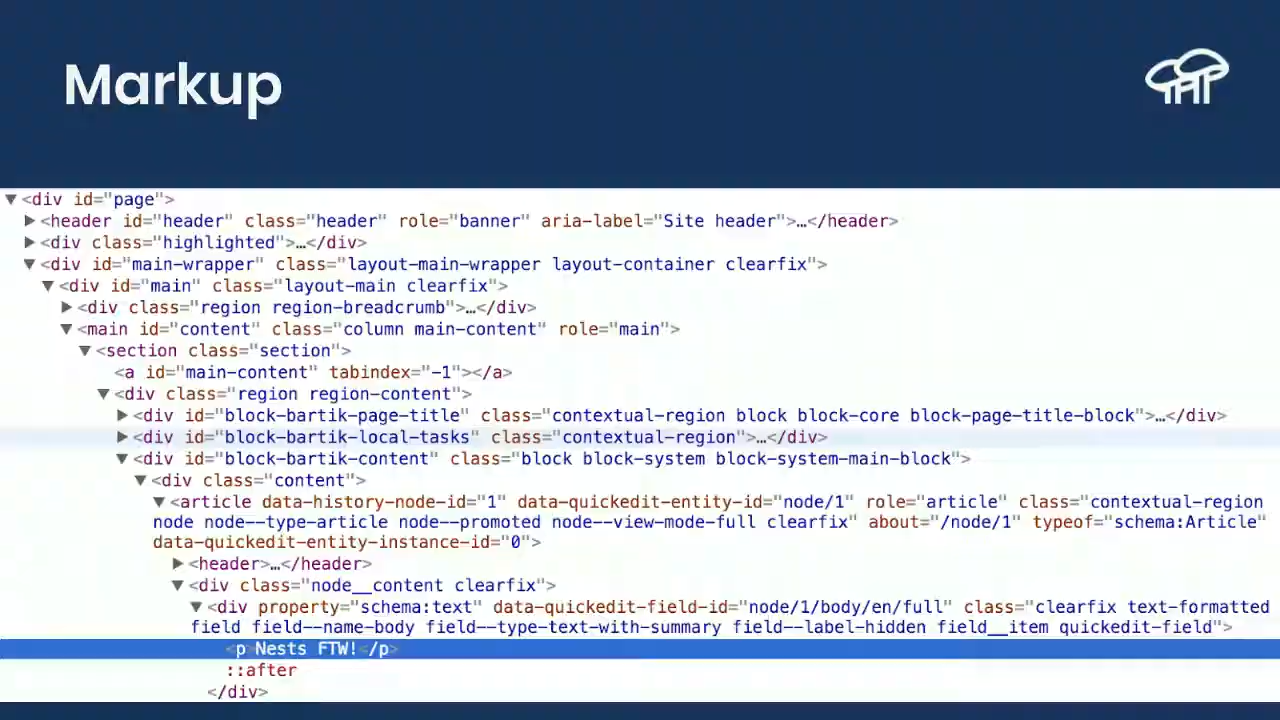 Markup
▼<div id="page">
▶<header id="header" class="header" role="banner" aria-label="Site header">…</header>
▶<div class="highlighted">…</div>
▼<div id="main-wrapper" class="layout-main-wrapper layout-container clearfix">
▼<div id="main" class="layout-main clearfix">
▶<div class="region region-breadcrumb">…</div>
▼<main id="content" class="column main-content" role="main">
▼<section class="section">
<a id="main-content" tabindex="-1"></a>
▼<div class="region region-content">
▶<div id="block-bartik-page-title" class="contextual-region block block-core block-page-title-block">…</div>
▶<div id="block-bartik-local-tasks" class="contextual-region">…</div>
▼<div id="block-bartik-content" class="block block-system block-system-main-block">
▼<div class="content">
▼<article data-history-node-id="1" data-quickedit-entity-id="node/1" role="article" class="contextual-region
node node--type-article node--promoted node--view-mode-full clearfix" about="/node/1" typeof="schema:Article"
data-quickedit-entity-instance-id="0">
▶<header>…</header>
▼<div class="node__content clearfix">
▼<div property="schema:text" data-quickedit-field-id="node/1/body/en/full" class="clearfix text-formatted
field field--name-body field--type-text-with-summary field--label-hidden field__item quickedit-field">
<p>Nests FTW!</p>
::after
</div>